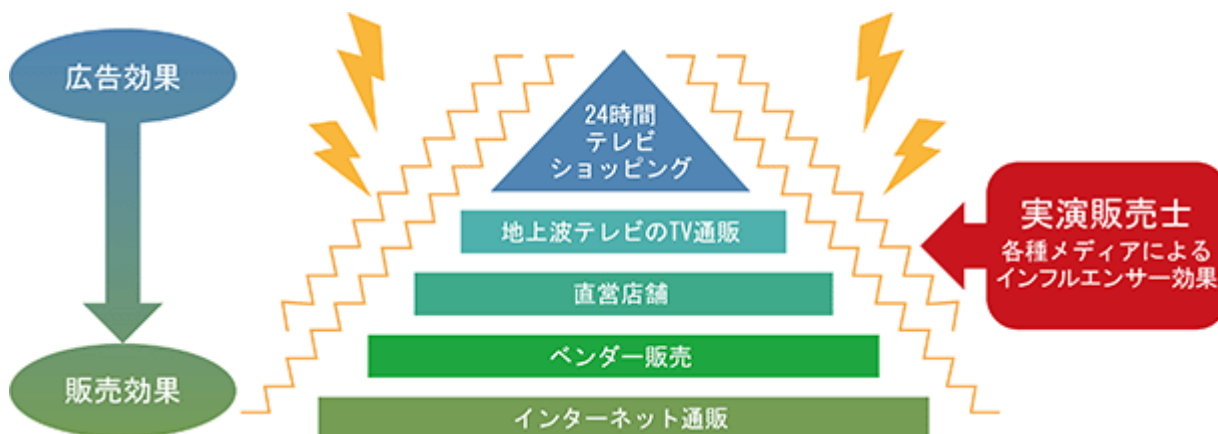 広告効果
販売効果
24時間
テレビ
ショッピング
地上波テレビのTV通販
直営店舗
ベンダー販売
インターネット通販
実演販売士
各種メディアによる
インフルエンサー効果